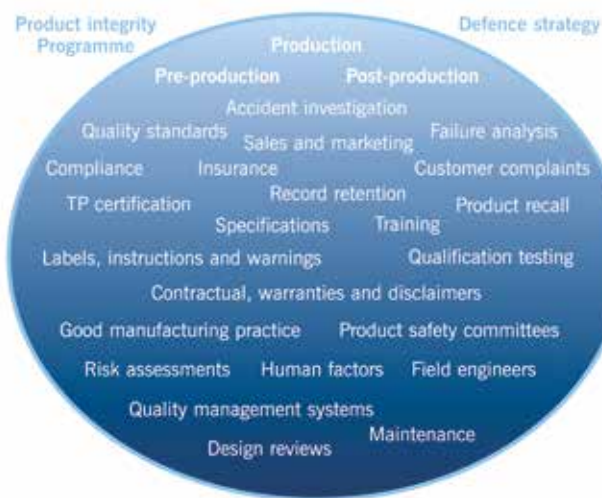 Product integrity
Programme
Defence strategy
Production
Pre-production Post-production
Accident investigation
Quality standards Sales and marketing Failure analysis
Compliance Insurance Customer complaints
TP certification Record retention Product recall
Specifications Training
Labels, instructions and warnings Qualification testing
Contractual, warranties and disclaimers
Good manufacturing practice Product safety committees
Risk assessments Human factors Field engineers
Quality management systems
Design reviews Maintenance